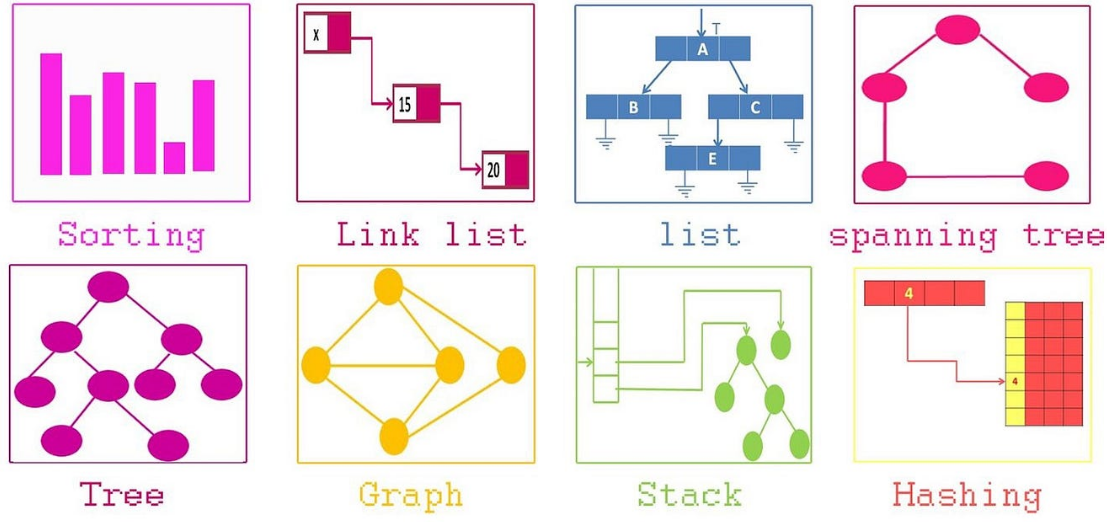 x
15
20
T
A
B
C
E
Sorting
Link list
list
spanning tree
4
4
Tree
Graph
Stack
Hashing